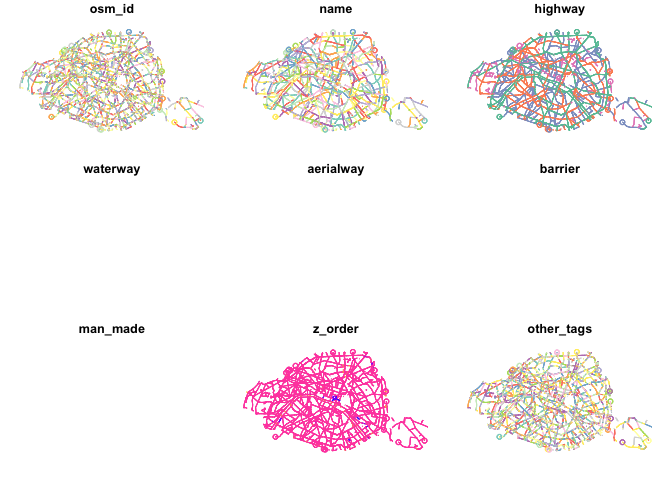 osm_id
name
highway
waterway
aerialway
barrier
man_made
z_order
other_tags